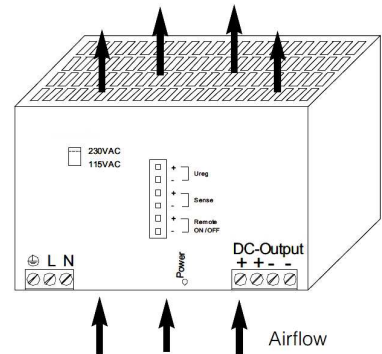 230VAC
115VAC
+
- Ureg
+
- Sense
+ Remote
- ON/OFF
L N
Power
DC-Output
+ + - -
Airflow